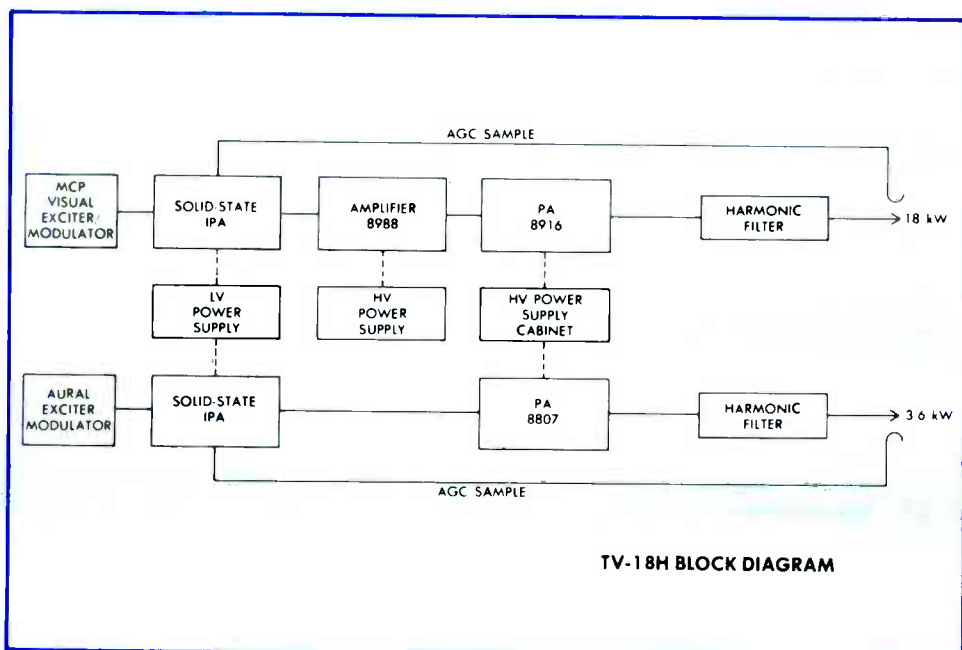 AGC SAMPLE
MCP
VISUAL
EXCITER/
MODULATOR
SOLID-STATE
IPA
AMPLIFIER
8988
PA
8916
HARMONIC
FILTER
18 kW
LV
POWER
SUPPLY
HV
POWER
SUPPLY
HV POWER
SUPPLY
CABINET
AURAL
EXCITER
MODULATOR
SOLID-STATE
IPA
PA
8807
HARMONIC
FILTER
3.6 kW
AGC SAMPLE
TV-18H BLOCK DIAGRAM